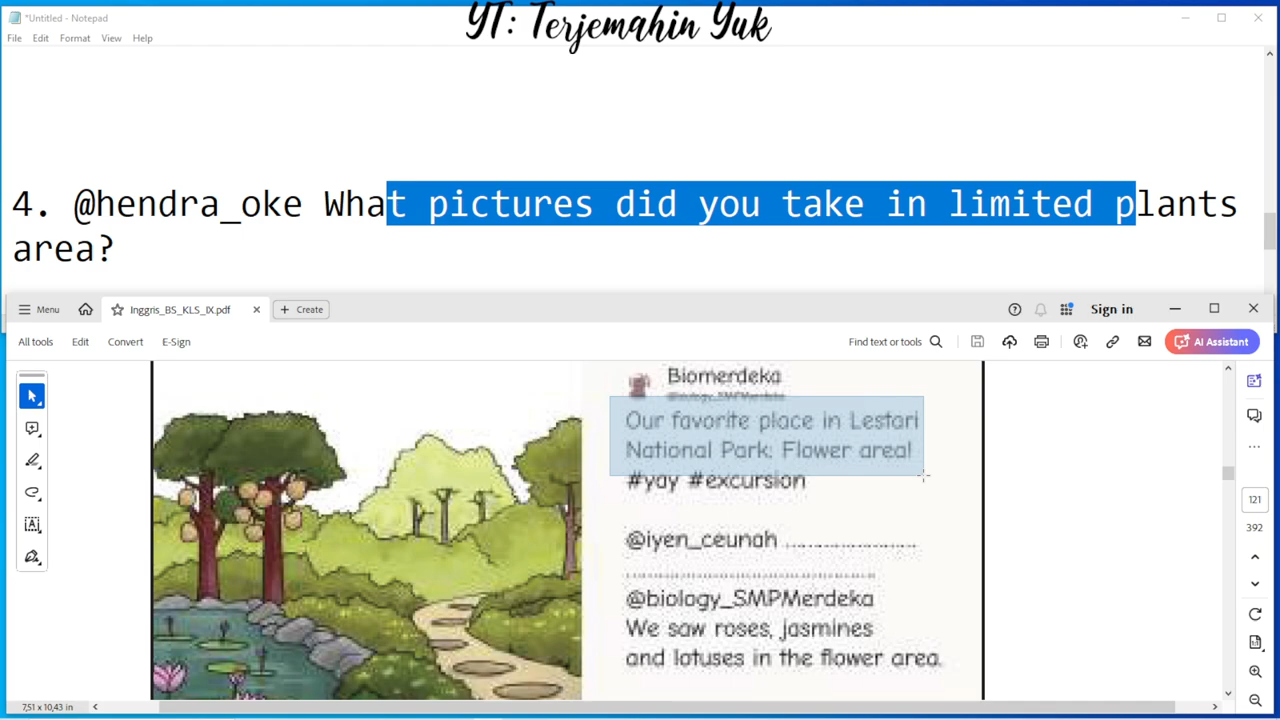 *Untitled - Notepad
YT: Terjemahin Yuk
File Edit Format View Help
4. @hendra_oke What pictures did you take in limited plants
area?
Menu Inggris_BS_KLS_IX.pdf Create Sign in
All tools Edit Convert E-Sign Find text or tools AI Assistant
Biomerdeka
@biology_SMPMerdeka
Our favorite place in Lestari
National Park: Flower area!
#yay #excursion
@iyen_ceunah ........................
..............................................
@biology_SMPMerdeka
We saw roses, jasmines
and lotuses in the flower area.
121
392
7,51 x 10,43 in